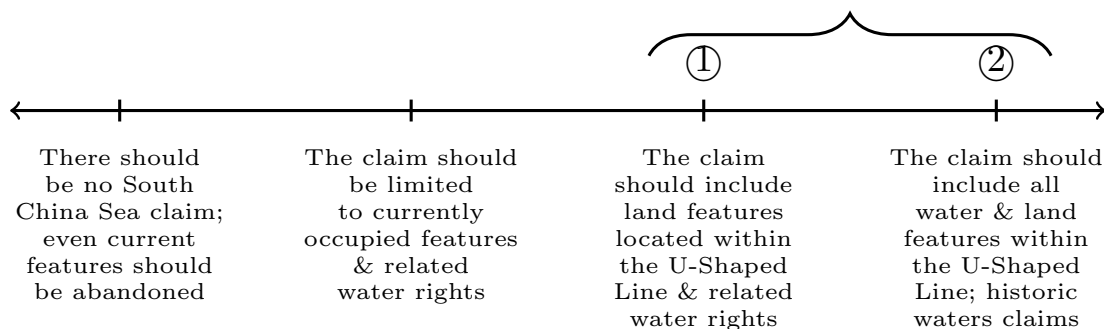 ① ②
There should
be no South
China Sea claim;
even current
features should
be abandoned
The claim should
be limited
to currently
occupied features
& related
water rights
The claim
should include
land features
located within
the U-Shaped
Line & related
water rights
The claim should
include all
water & land
features within
the U-Shaped
Line; historic
waters claims